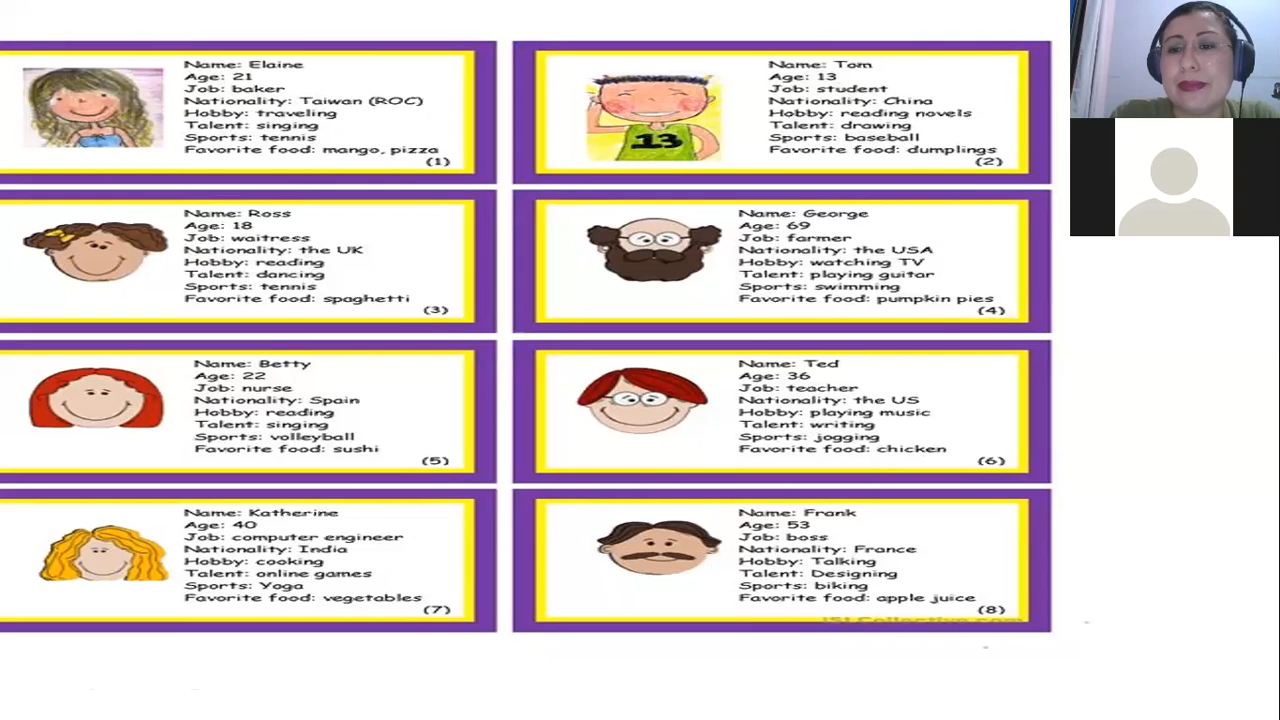 Name: Elaine
Age: 21
Job: baker
Nationality: Taiwan (ROC)
Hobby: traveling
Talent: singing
Sports: tennis
Favorite food: mango, pizza
(1)
Name: Tom
Age: 13
Job: student
Nationality: China
Hobby: reading novels
Talent: drawing
Sports: baseball
Favorite food: dumplings
(2)
13
Name: Ross
Age: 18
Job: waitress
Nationality: the UK
Hobby: reading
Talent: dancing
Sports: tennis
Favorite food: spaghetti
(3)
Name: George
Age: 69
Job: farmer
Nationality: the USA
Hobby: watching TV
Talent: playing guitar
Sports: swimming
Favorite food: pumpkin pies
(4)
Name: Betty
Age: 22
Job: nurse
Nationality: Spain
Hobby: reading
Talent: singing
Sports: volleyball
Favorite food: sushi
(5)
Name: Ted
Age: 36
Job: teacher
Nationality: the US
Hobby: playing music
Talent: writing
Sports: jogging
Favorite food: chicken
(6)
Name: Katherine
Age: 40
Job: computer engineer
Nationality: India
Hobby: cooking
Talent: online games
Sports: Yoga
Favorite food: vegetables
(7)
Name: Frank
Age: 53
Job: boss
Nationality: France
Hobby: Talking
Talent: Designing
Sports: biking
Favorite food: apple juice
(8)